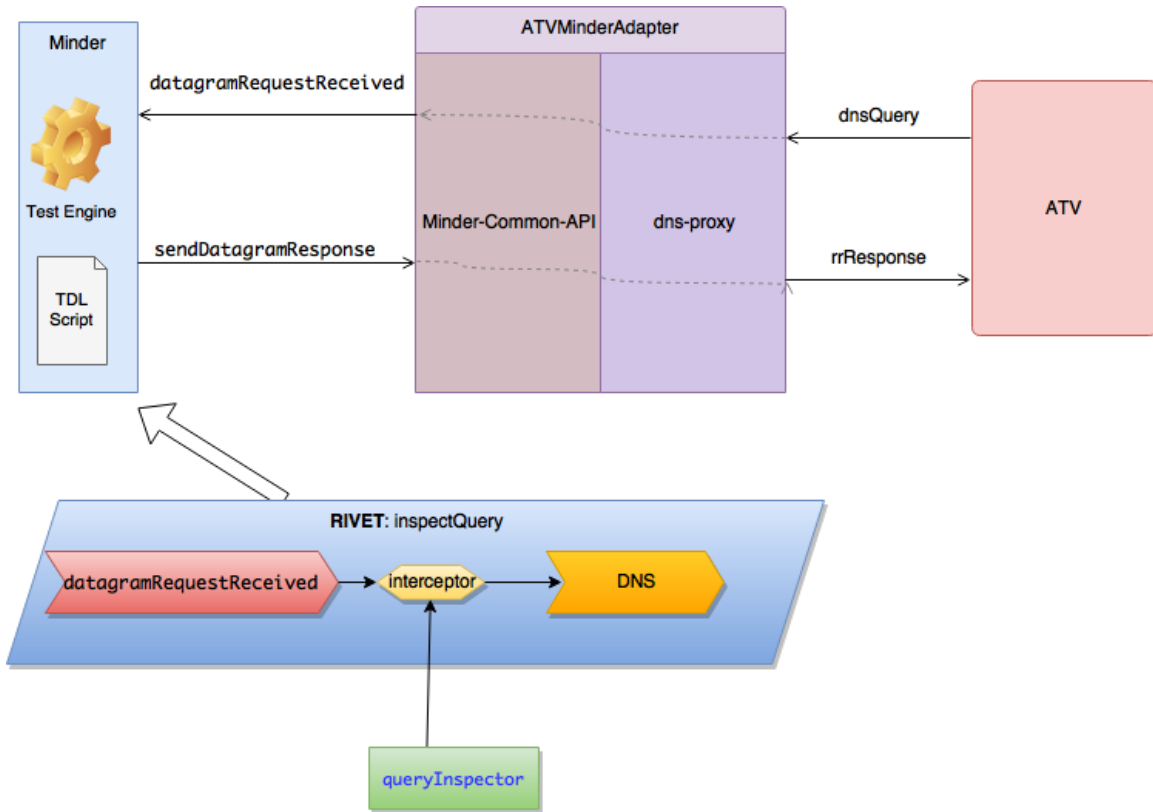 Minder
ATVMinderAdapter
datagramRequestReceived
dnsQuery
Test Engine
Minder-Common-API
dns-proxy
ATV
sendDatagramResponse
rrResponse
TDL
Script
RIVET: inspectQuery
datagramRequestReceived
interceptor
DNS
queryInspector